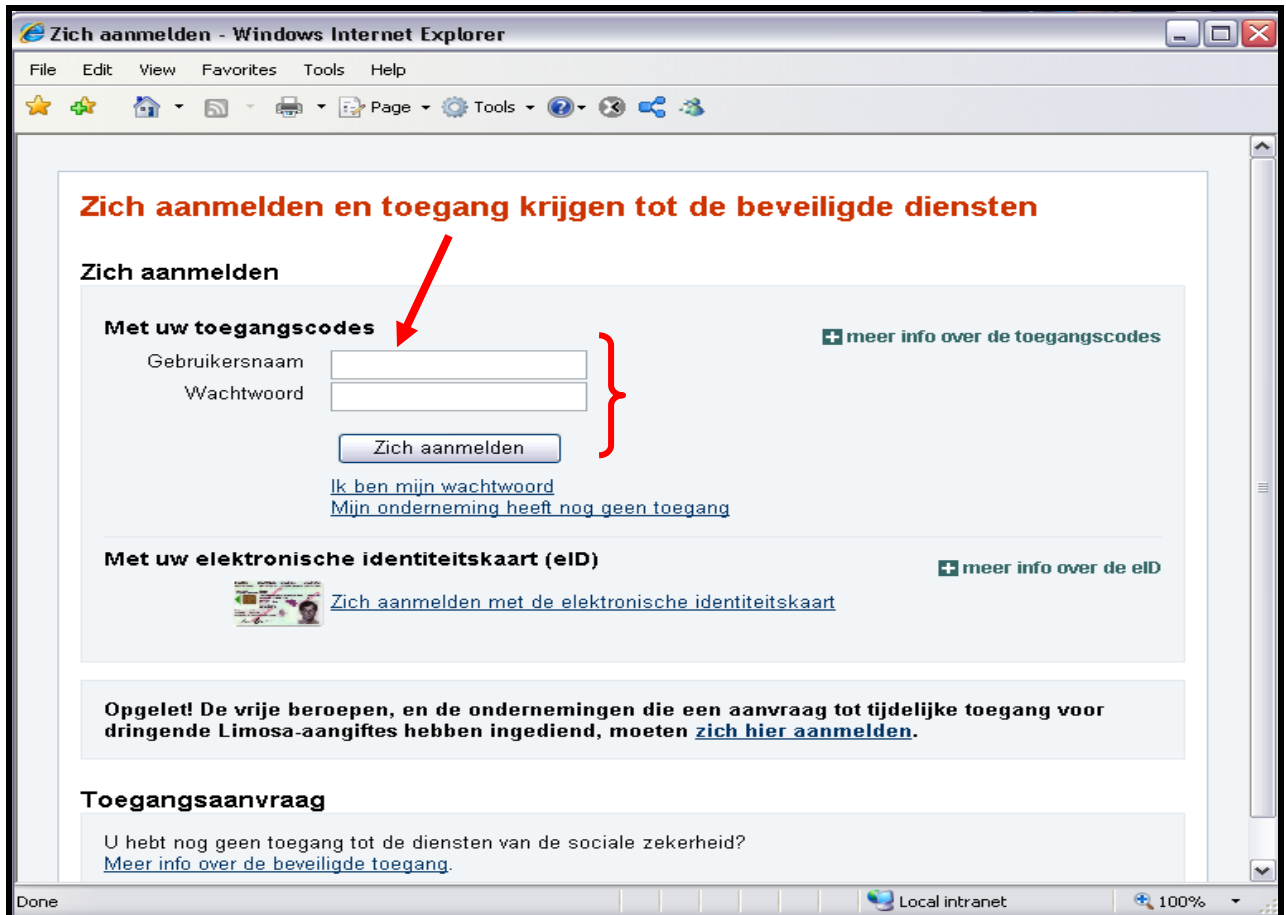 Zich aanmelden - Windows Internet Explorer
File Edit View Favorites Tools Help
Page Tools
Zich aanmelden en toegang krijgen tot de beveiligde diensten
Zich aanmelden
Met uw toegangscodes
meer info over de toegangscodes
Gebruikersnaam
Wachtwoord
Zich aanmelden
Ik ben mijn wachtwoord
Mijn onderneming heeft nog geen toegang
Met uw elektronische identiteitskaart (eID)
meer info over de eID
Zich aanmelden met de elektronische identiteitskaart
Opgelet! De vrije beroepen, en de ondernemingen die een aanvraag tot tijdelijke toegang voor
dringende Limosa-aangiftes hebben ingediend, moeten zich hier aanmelden.
Toegangsaanvraag
U hebt nog geen toegang tot de diensten van de sociale zekerheid?
Meer info over de beveiligde toegang.
Done Local intranet 100%